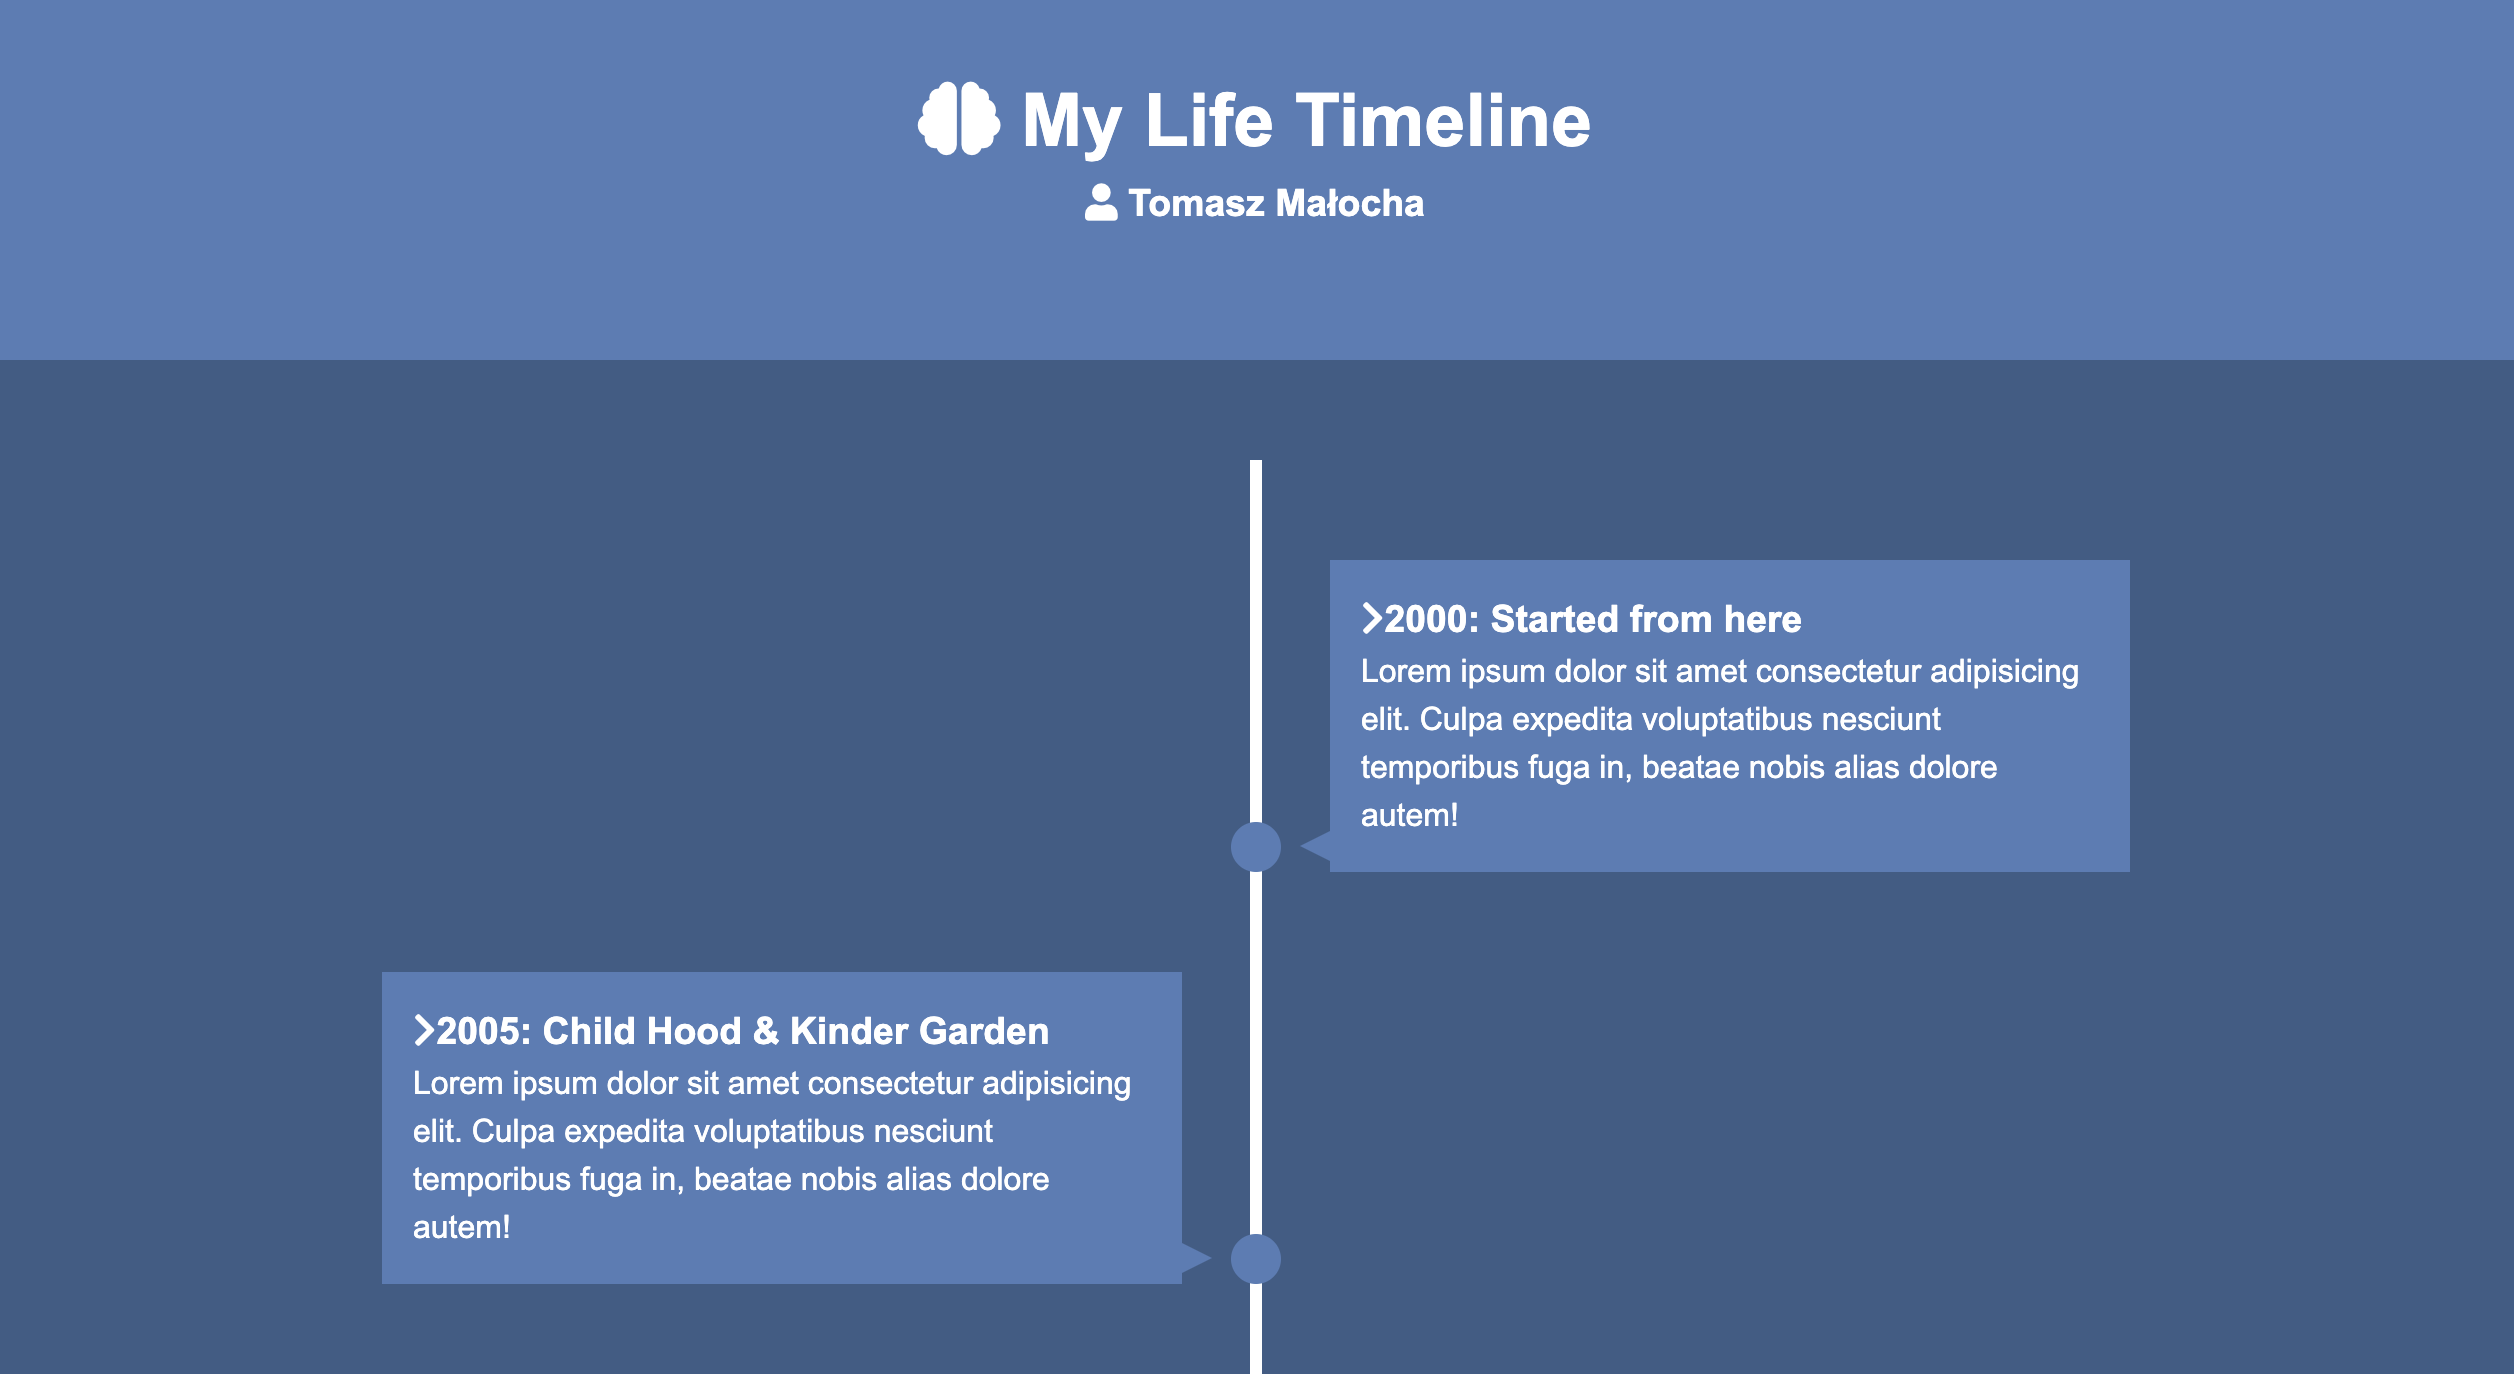 My Life Timeline
Tomasz Małocha
2000: Started from here
Lorem ipsum dolor sit amet consectetur adipisicing
elit. Culpa expedita voluptatibus nesciunt
temporibus fuga in, beatae nobis alias dolore
autem!
2005: Child Hood & Kinder Garden
Lorem ipsum dolor sit amet consectetur adipisicing
elit. Culpa expedita voluptatibus nesciunt
temporibus fuga in, beatae nobis alias dolore
autem!